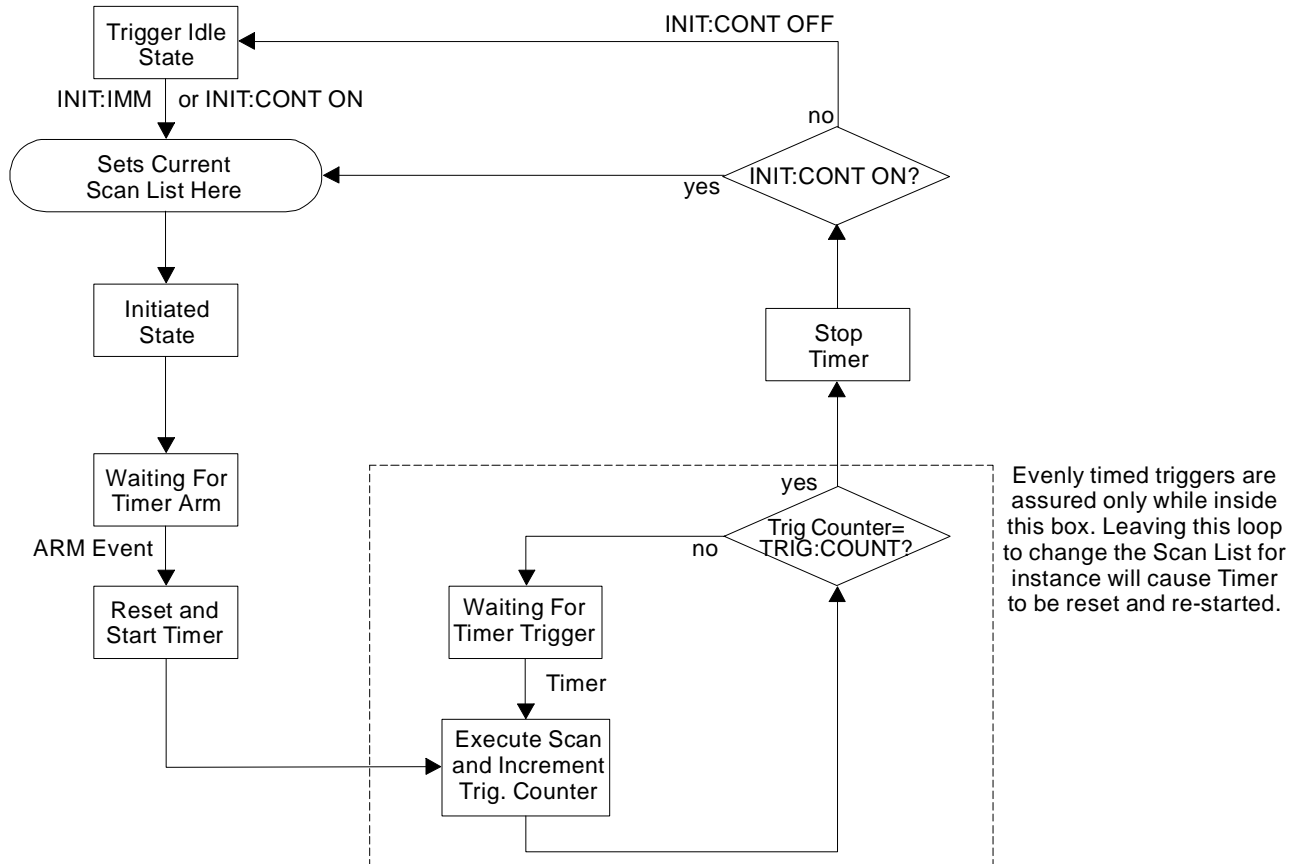 Trigger Idle
State
INIT:CONT OFF
INIT:IMM or INIT:CONT ON
no
Sets Current
Scan List Here
INIT:CONT ON?
yes
Initiated
State
Stop
Timer
Waiting For
Timer Arm
yes
Evenly timed triggers are
assured only while inside
this box. Leaving this loop
to change the Scan List for
instance will cause Timer
to be reset and re-started.
Trig Counter=
TRIG:COUNT?
no
ARM Event
Reset and
Start Timer
Waiting For
Timer Trigger
Timer
Execute Scan
and Increment
Trig. Counter